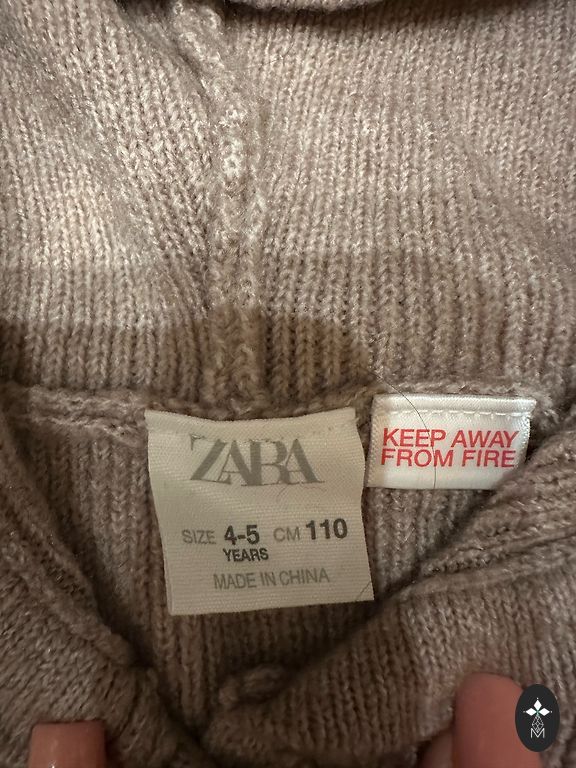 ZARA
SIZE 4-5 CM 110
YEARS
MADE IN CHINA
KEEP AWAY
FROM FIRE